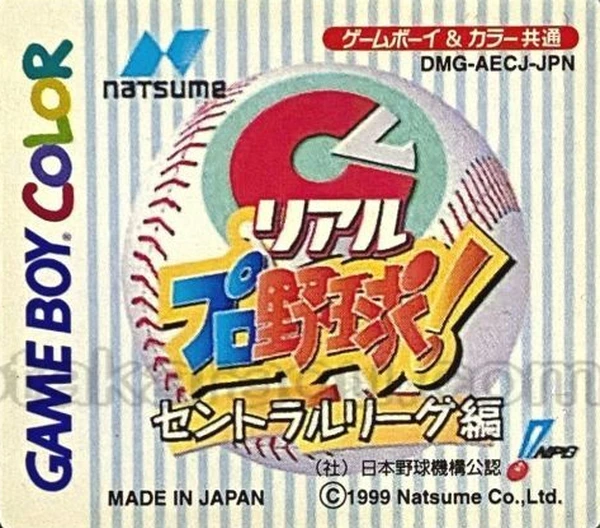 natsume
ゲームボーイ & カラー共通
DMG-AECJ-JPN
GAME BOY COLOR
リアル
プロ野球!
セントラルリーグ編
(社)日本野球機構公認
NPB
MADE IN JAPAN
©1999 Natsume Co.,Ltd.